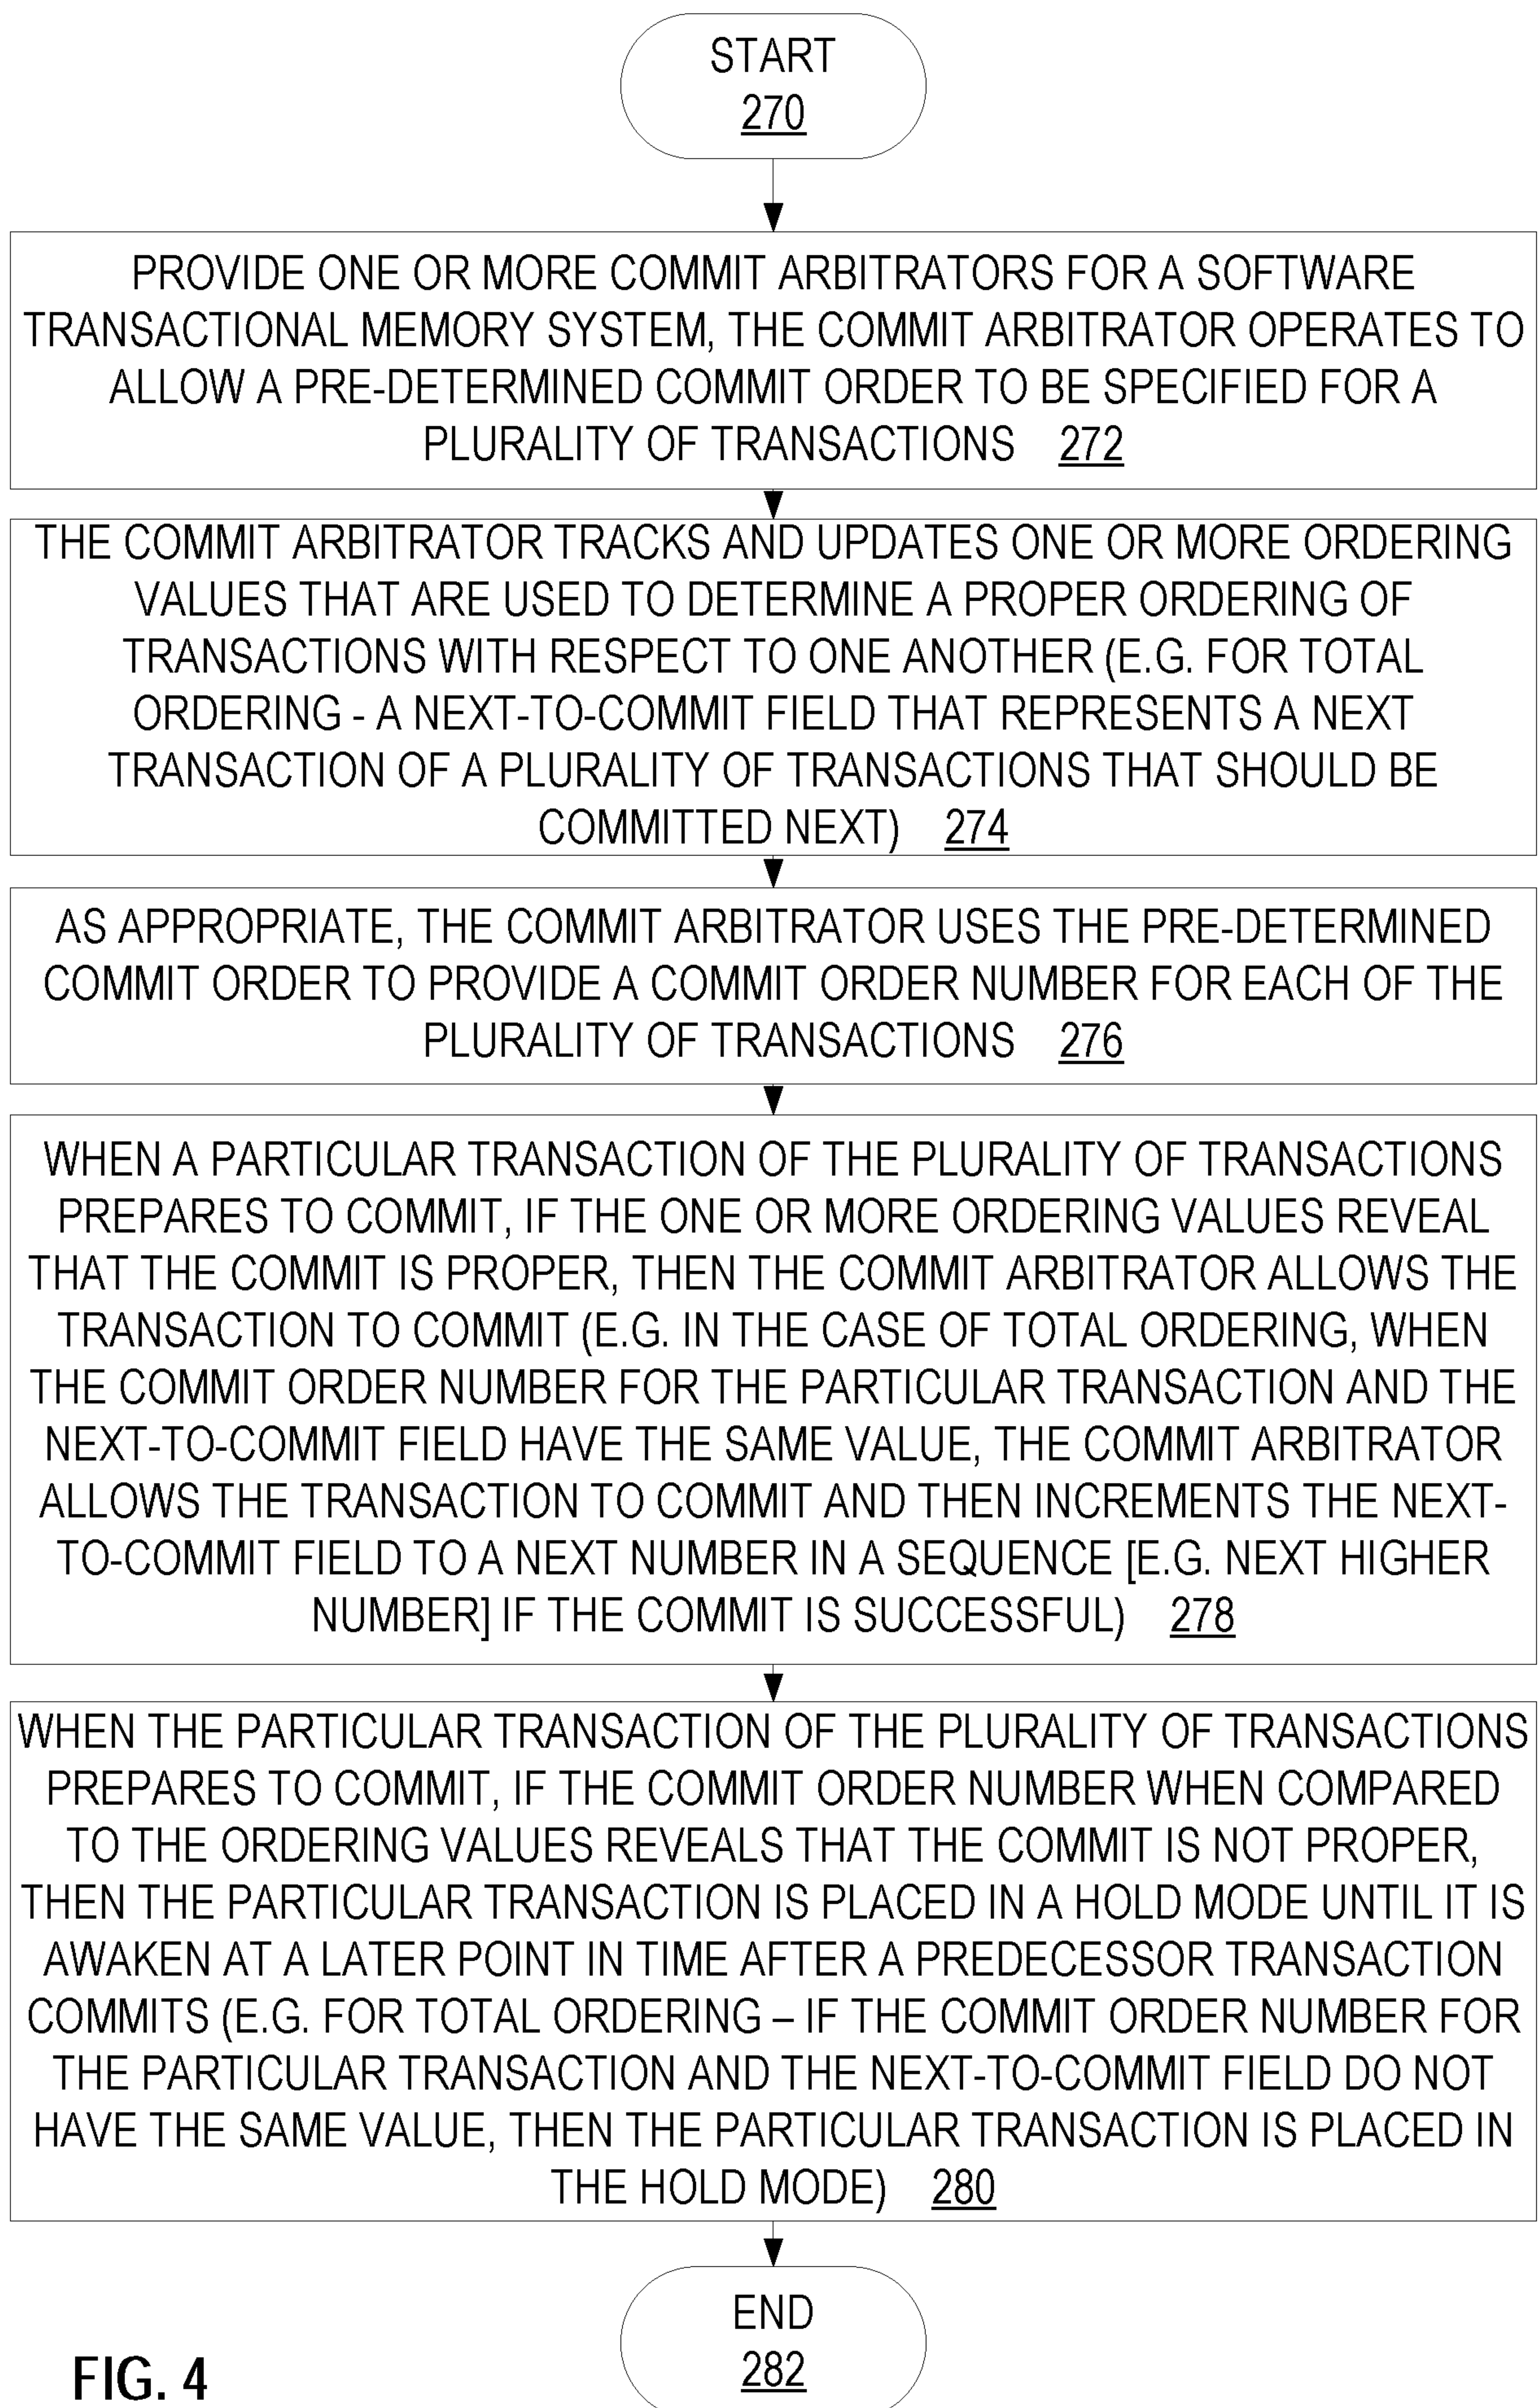 START
270
PROVIDE ONE OR MORE COMMIT ARBITRATORS FOR A SOFTWARE
TRANSACTIONAL MEMORY SYSTEM, THE COMMIT ARBITRATOR OPERATES TO
ALLOW A PRE-DETERMINED COMMIT ORDER TO BE SPECIFIED FOR A
PLURALITY OF TRANSACTIONS 272
THE COMMIT ARBITRATOR TRACKS AND UPDATES ONE OR MORE ORDERING
VALUES THAT ARE USED TO DETERMINE A PROPER ORDERING OF
TRANSACTIONS WITH RESPECT TO ONE ANOTHER (E.G. FOR TOTAL
ORDERING - A NEXT-TO-COMMIT FIELD THAT REPRESENTS A NEXT
TRANSACTION OF A PLURALITY OF TRANSACTIONS THAT SHOULD BE
COMMITTED NEXT) 274
AS APPROPRIATE, THE COMMIT ARBITRATOR USES THE PRE-DETERMINED
COMMIT ORDER TO PROVIDE A COMMIT ORDER NUMBER FOR EACH OF THE
PLURALITY OF TRANSACTIONS 276
WHEN A PARTICULAR TRANSACTION OF THE PLURALITY OF TRANSACTIONS
PREPARES TO COMMIT, IF THE ONE OR MORE ORDERING VALUES REVEAL
THAT THE COMMIT IS PROPER, THEN THE COMMIT ARBITRATOR ALLOWS THE
TRANSACTION TO COMMIT (E.G. IN THE CASE OF TOTAL ORDERING, WHEN
THE COMMIT ORDER NUMBER FOR THE PARTICULAR TRANSACTION AND THE
NEXT-TO-COMMIT FIELD HAVE THE SAME VALUE, THE COMMIT ARBITRATOR
ALLOWS THE TRANSACTION TO COMMIT AND THEN INCREMENTS THE NEXT-
TO-COMMIT FIELD TO A NEXT NUMBER IN A SEQUENCE [E.G. NEXT HIGHER
NUMBER] IF THE COMMIT IS SUCCESSFUL) 278
WHEN THE PARTICULAR TRANSACTION OF THE PLURALITY OF TRANSACTIONS
PREPARES TO COMMIT, IF THE COMMIT ORDER NUMBER WHEN COMPARED
TO THE ORDERING VALUES REVEALS THAT THE COMMIT IS NOT PROPER,
THEN THE PARTICULAR TRANSACTION IS PLACED IN A HOLD MODE UNTIL IT IS
AWAKEN AT A LATER POINT IN TIME AFTER A PREDECESSOR TRANSACTION
COMMITS (E.G. FOR TOTAL ORDERING – IF THE COMMIT ORDER NUMBER FOR
THE PARTICULAR TRANSACTION AND THE NEXT-TO-COMMIT FIELD DO NOT
HAVE THE SAME VALUE, THEN THE PARTICULAR TRANSACTION IS PLACED IN
THE HOLD MODE) 280
END
282
FIG. 4